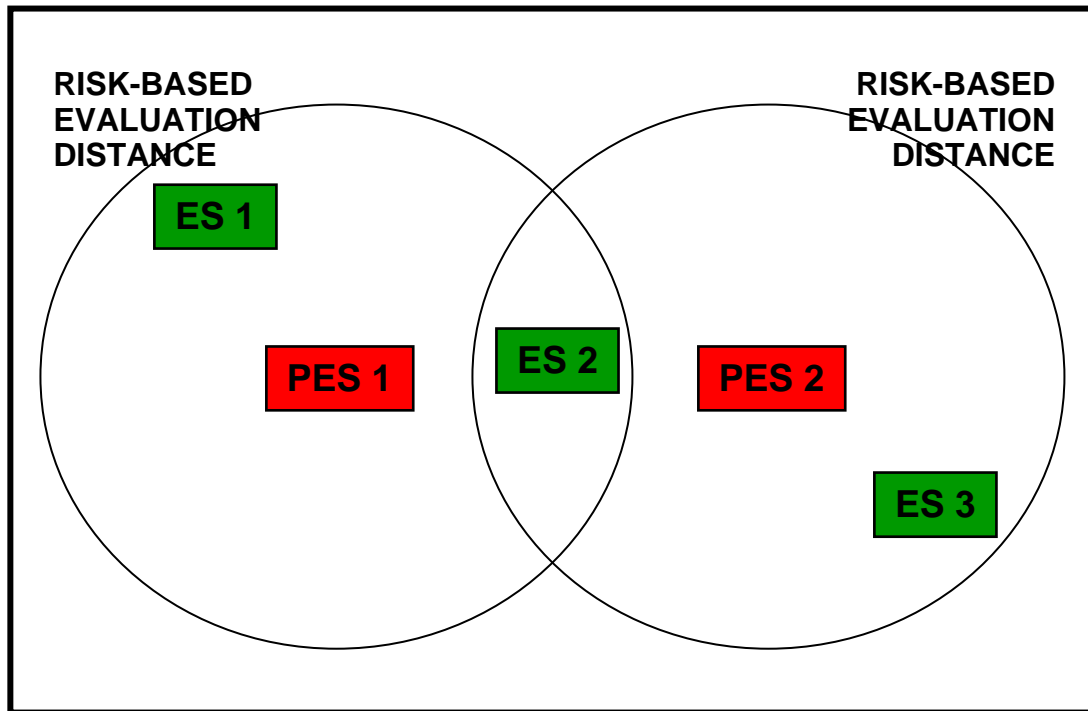 RISK-BASED
EVALUATION
DISTANCE
RISK-BASED
EVALUATION
DISTANCE
ES 1
ES 2
PES 1
PES 2
ES 3